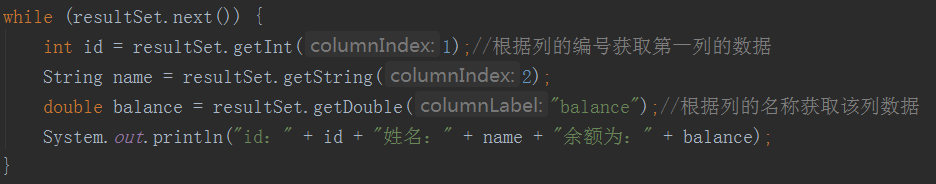 while (resultSet.next()) {
    int id = resultSet.getInt( columnIndex: 1);//根据列的编号获取第一列的数据
    String name = resultSet.getString( columnIndex: 2);
    double balance = resultSet.getDouble( columnLabel: "balance");//根据列的名称获取该列数据
    System.out.println("id：" + id + "姓名：" + name + "余额为：" + balance);
}